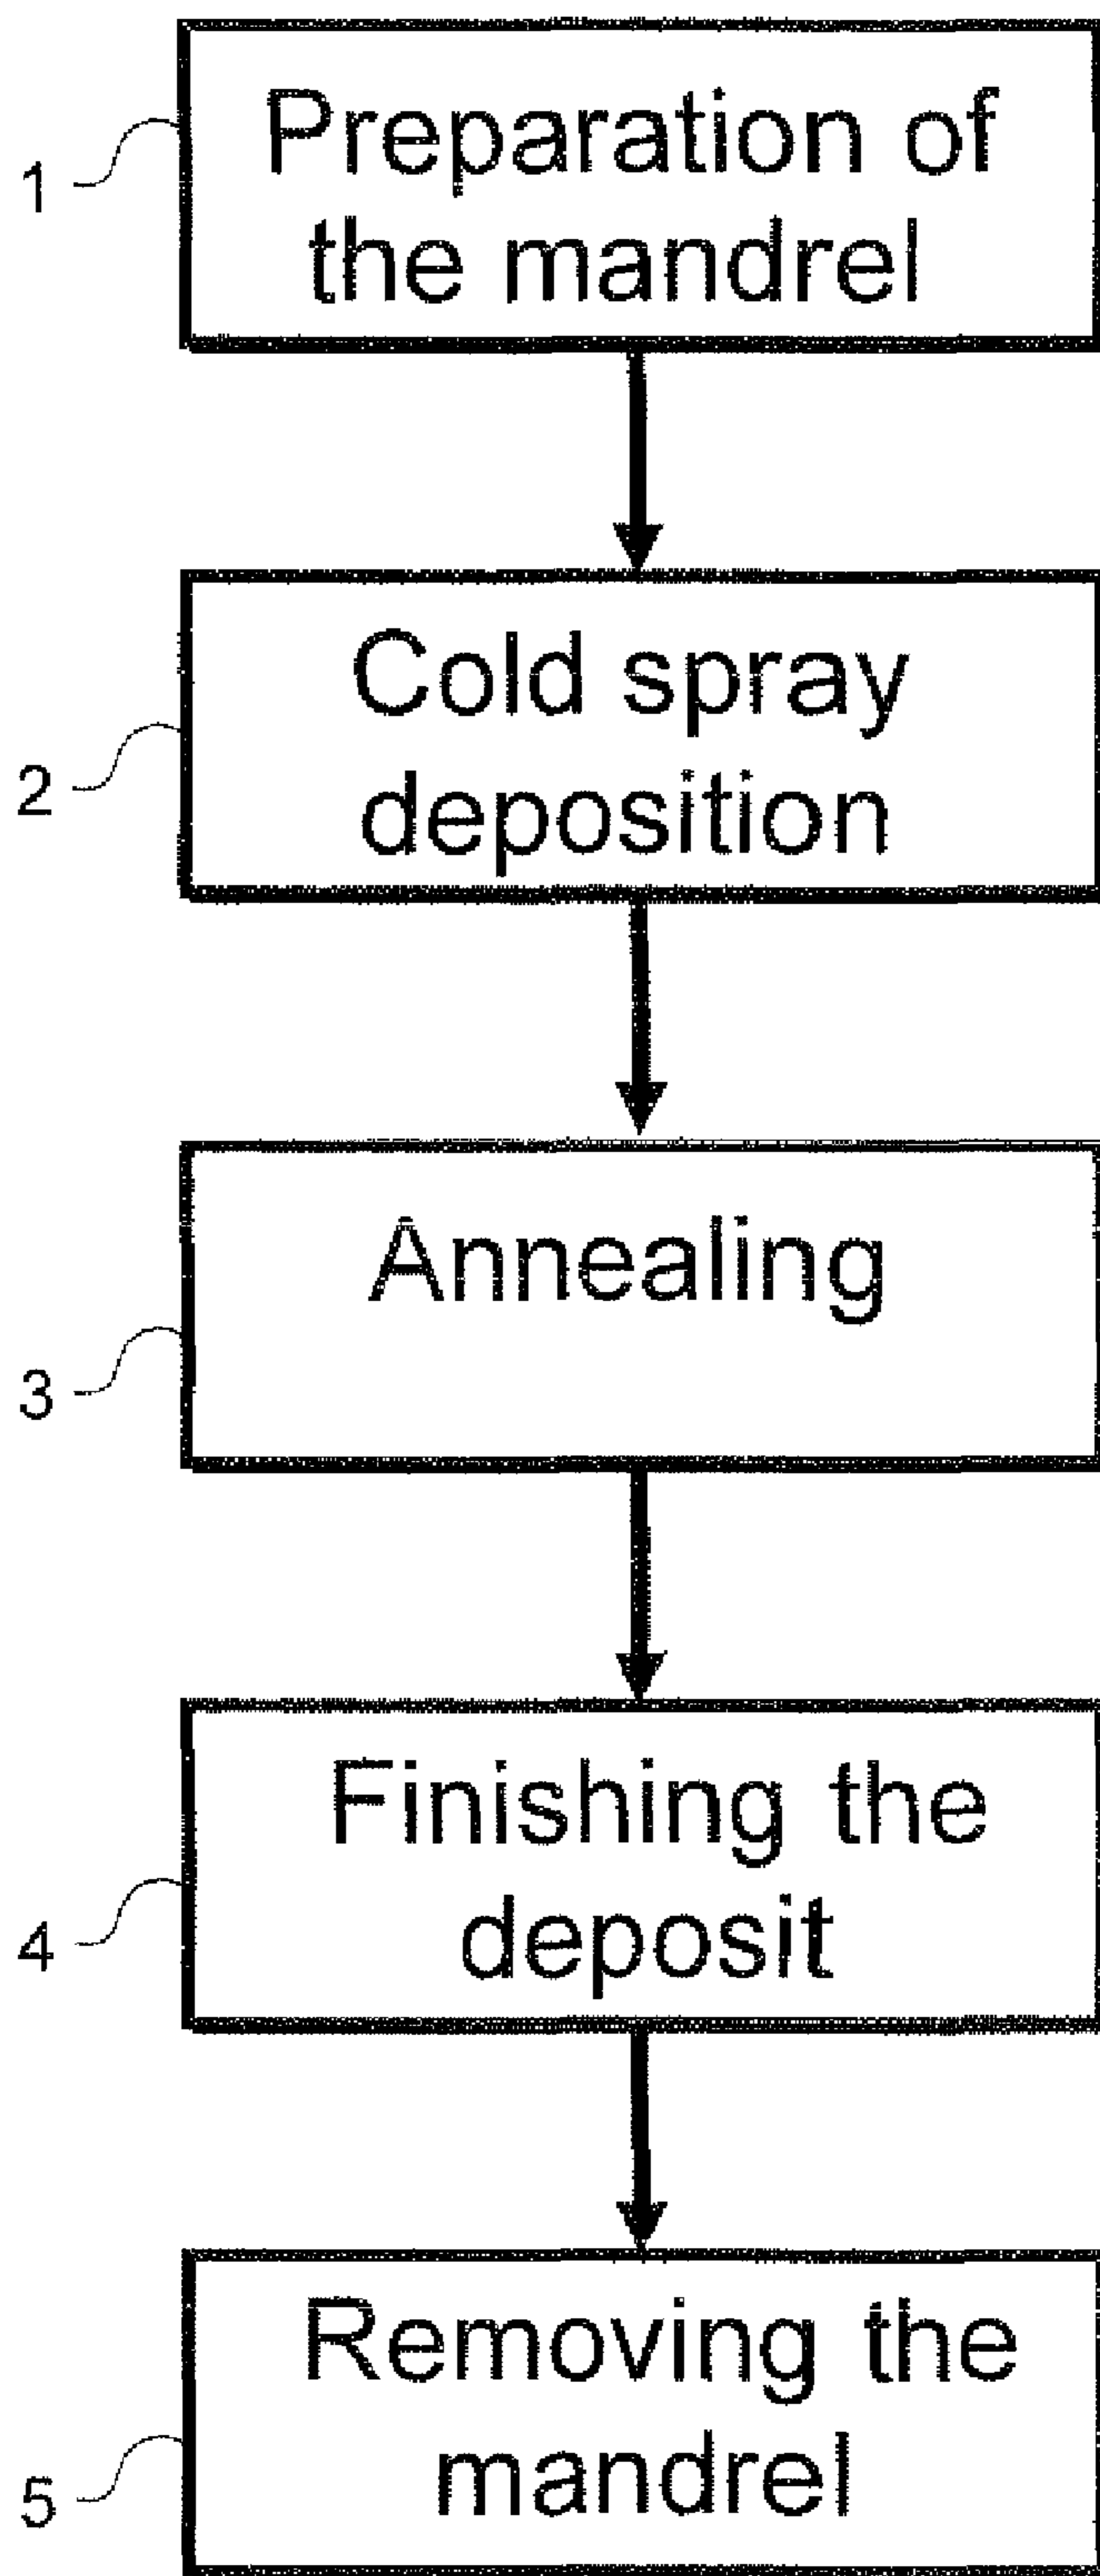 1
Preparation of
the mandrel
2
Cold spray
deposition
3
Annealing
4
Finishing the
deposit
5
Removing the
mandrel